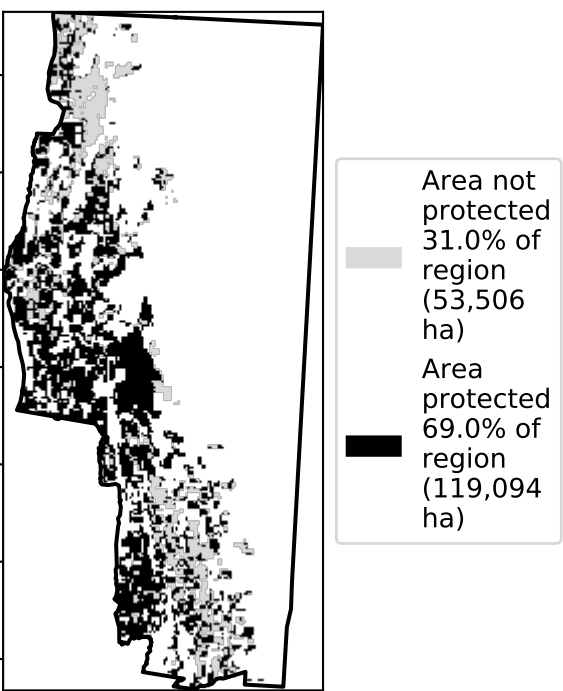 Area not
protected
31.0% of
region
(53,506
ha)
Area
protected
69.0% of
region
(119,094
ha)